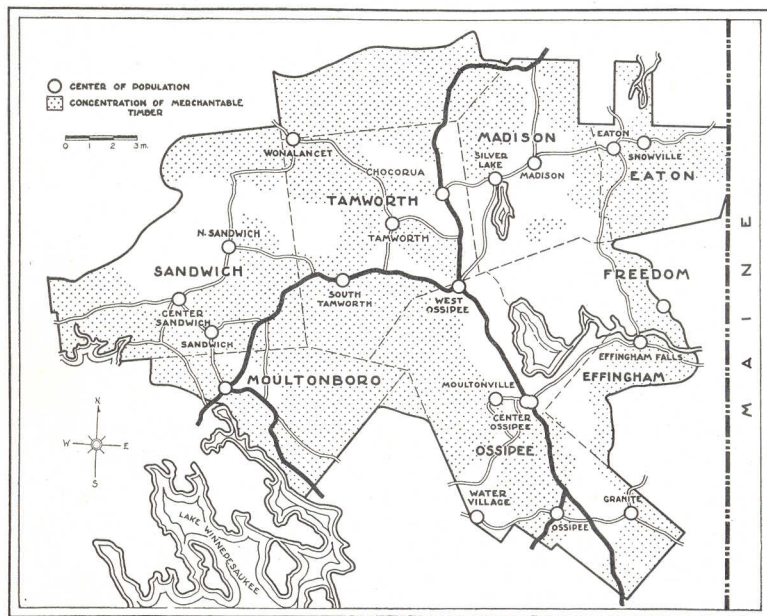 CENTER OF POPULATION
CONCENTRATION OF MERCHANTABLE
TIMBER
0 1 2 3 M.
WONALANCET
CHOCORUA
MADISON
SILVER
LAKE
MADISON
EATON
SNOWVILLE
EATON
TAMWORTH
TAMWORTH
N. SANDWICH
SANDWICH
CENTER
SANDWICH
SANDWICH
SOUTH
TAMWORTH
WEST
OSSIPEE
FREEDOM
EFFINGHAM FALLS
EFFINGHAM
MOULTONBORO
MOULTONVILLE
CENTER
OSSIPEE
OSSIPEE
WATER
VILLAGE
OSSIPEE
GRANITE
N
W E
S
LAKE WINNEPESAUKEE
MAINE